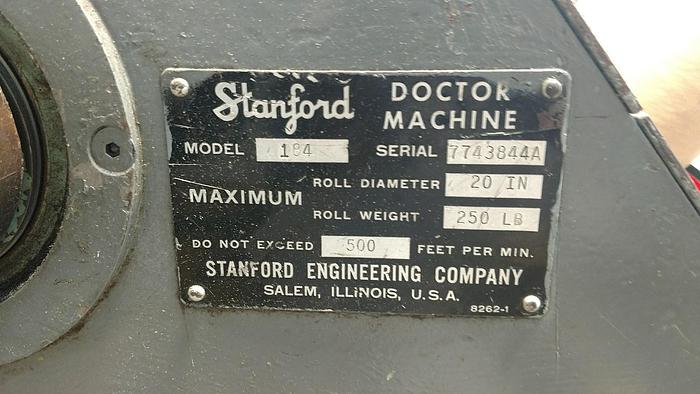 Stanford DOCTOR
MACHINE
MODEL 184 SERIAL 7743844A
MAXIMUM
ROLL DIAMETER 20 IN
ROLL WEIGHT 250 LB
DO NOT EXCEED 500 FEET PER MIN.
STANFORD ENGINEERING COMPANY
SALEM, ILLINOIS, U.S.A.
8262-1